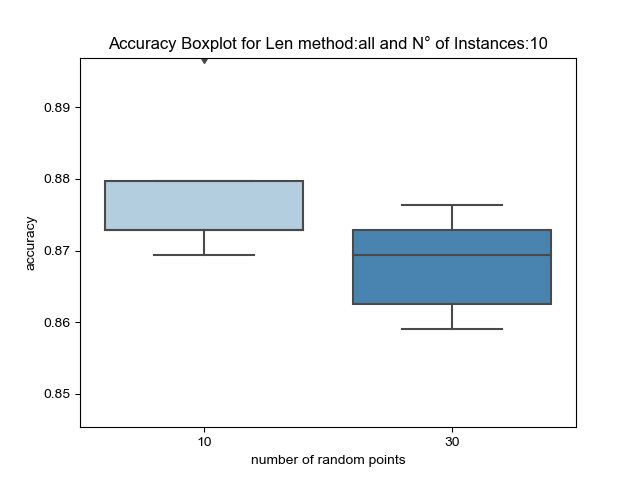 Accuracy Boxplot for Len method:all and N° of Instances:10
0.89
0.88
0.87
0.86
0.85
accuracy
10
30
number of random points